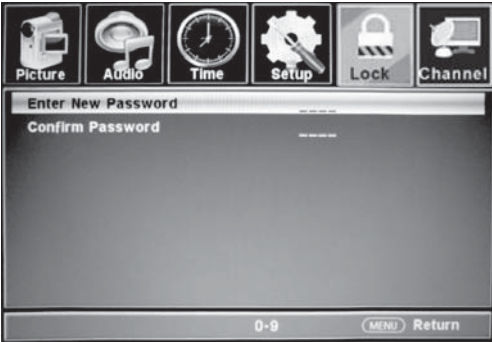 Picture Audio Time Setup Lock Channel
Enter New Password _ _ _ _
Confirm Password _ _ _ _
0-9 MENU Return